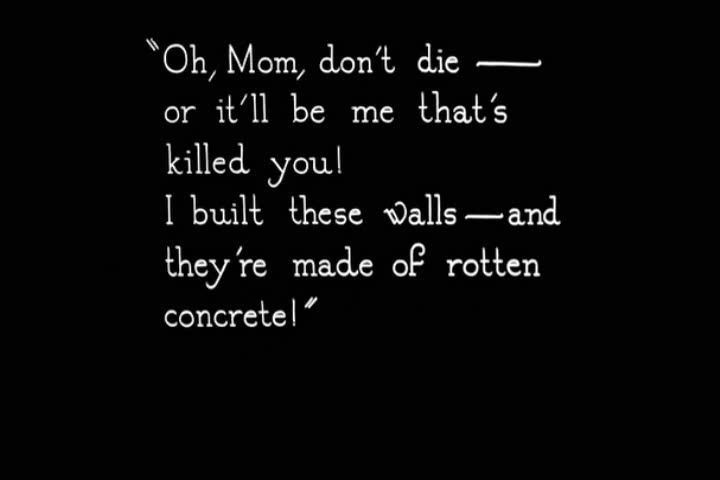 "Oh, Mom, don't die —
or it'll be me that's
killed you!
I built these walls — and
they're made of rotten
concrete!"